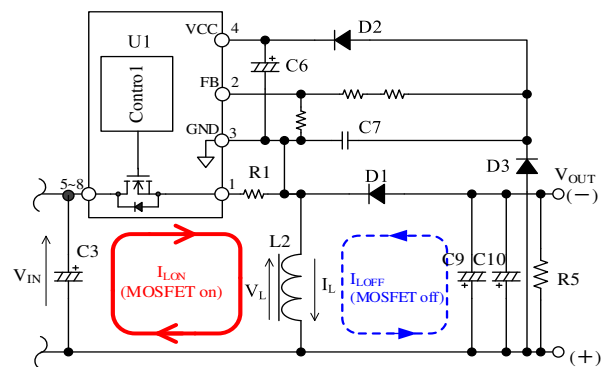 VCC 4 D2
U1
C6
FB 2
Control
GND 3
C7
R1 D1 D3 VOUT
5~8 1 (−)
L2
C3
VIN
ILON
(MOSFET on)
VL IL
ILOFF
(MOSFET off)
C9 C10
R5
(+)